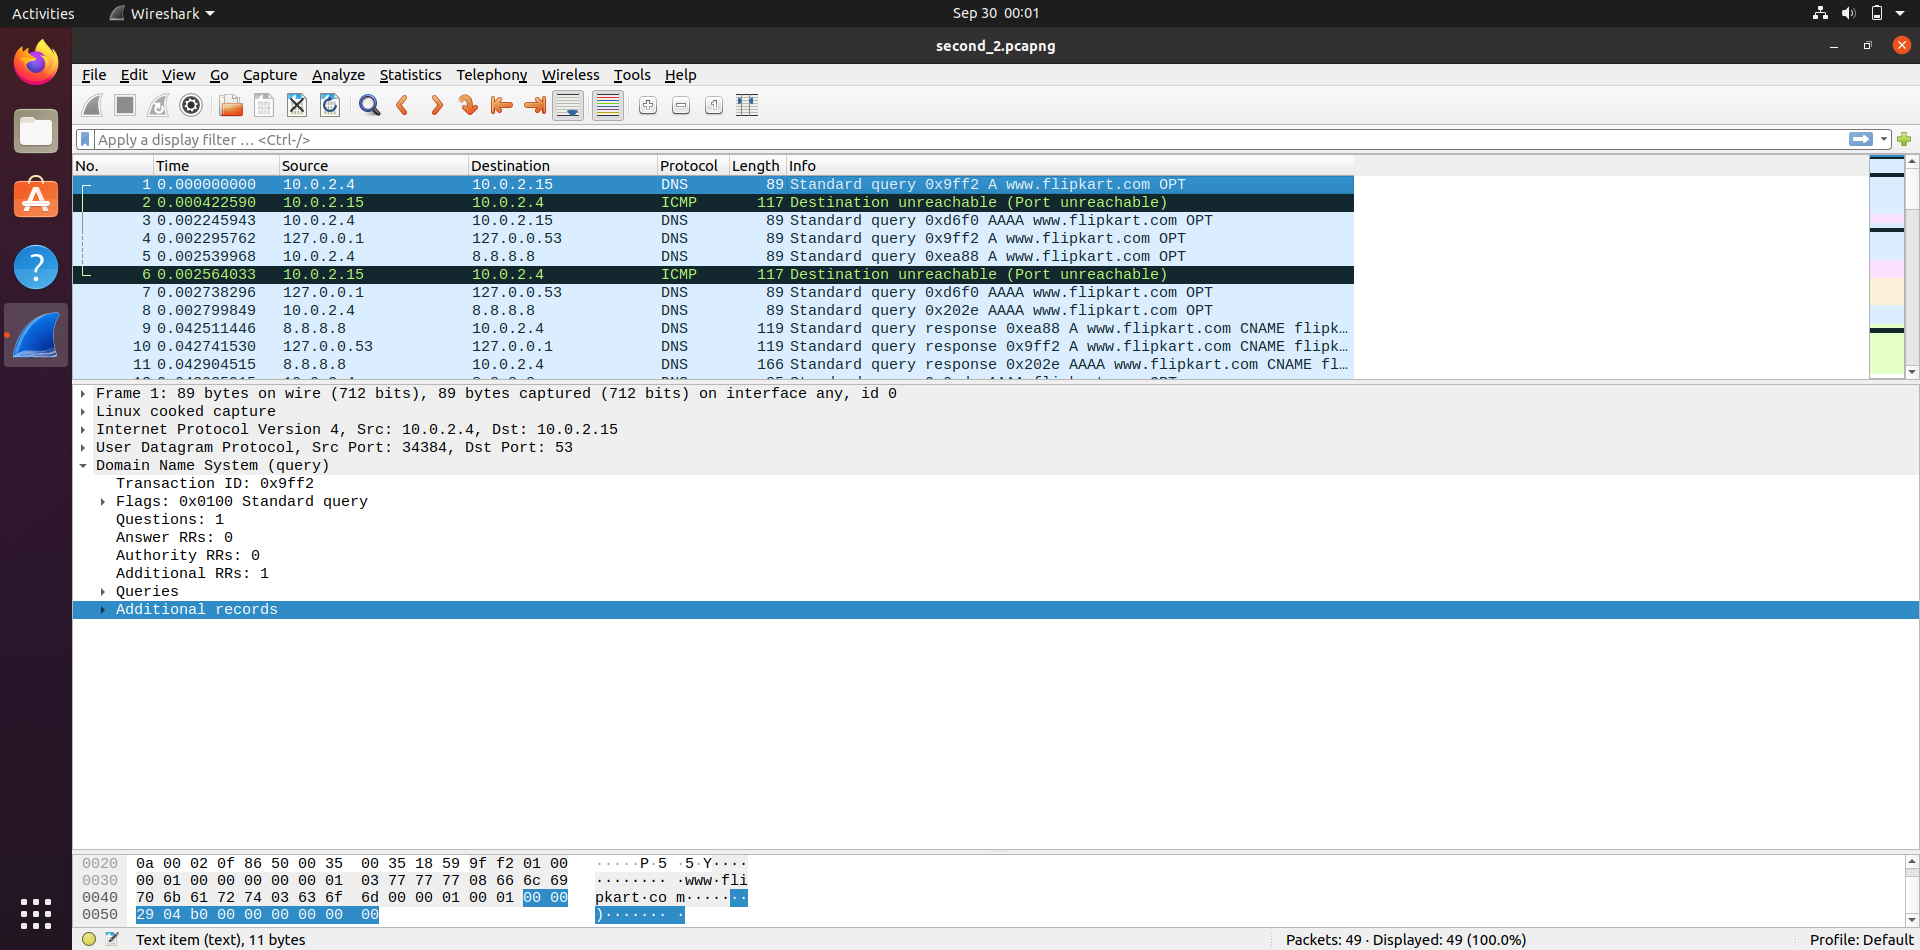 Activities Wireshark Sep 30 00:01
second_2.pcapng
File Edit View Go Capture Analyze Statistics Telephony Wireless Tools Help
Apply a display filter … <Ctrl-/>
No. Time Source Destination Protocol Length Info
1 0.000000000 10.0.2.4 10.0.2.15 DNS 89 Standard query 0x9ff2 A www.flipkart.com OPT
2 0.000422590 10.0.2.15 10.0.2.4 ICMP 117 Destination unreachable (Port unreachable)
3 0.002245943 10.0.2.4 10.0.2.15 DNS 89 Standard query 0xd6f0 AAAA www.flipkart.com OPT
4 0.002295762 127.0.0.1 127.0.0.53 DNS 89 Standard query 0x9ff2 A www.flipkart.com OPT
5 0.002539968 10.0.2.4 8.8.8.8 DNS 89 Standard query 0xea88 A www.flipkart.com OPT
6 0.002564033 10.0.2.15 10.0.2.4 ICMP 117 Destination unreachable (Port unreachable)
7 0.002738296 127.0.0.1 127.0.0.53 DNS 89 Standard query 0xd6f0 AAAA www.flipkart.com OPT
8 0.002799849 10.0.2.4 8.8.8.8 DNS 89 Standard query 0x202e AAAA www.flipkart.com OPT
9 0.042511446 8.8.8.8 10.0.2.4 DNS 119 Standard query response 0xea88 A www.flipkart.com CNAME flipk…
10 0.042741530 127.0.0.53 127.0.0.1 DNS 119 Standard query response 0x9ff2 A www.flipkart.com CNAME flipk…
11 0.042904515 8.8.8.8 10.0.2.4 DNS 166 Standard query response 0x202e AAAA www.flipkart.com CNAME fl…
Frame 1: 89 bytes on wire (712 bits), 89 bytes captured (712 bits) on interface any, id 0
Linux cooked capture
Internet Protocol Version 4, Src: 10.0.2.4, Dst: 10.0.2.15
User Datagram Protocol, Src Port: 34384, Dst Port: 53
Domain Name System (query)
Transaction ID: 0x9ff2
Flags: 0x0100 Standard query
Questions: 1
Answer RRs: 0
Authority RRs: 0
Additional RRs: 1
Queries
Additional records
0020 0a 00 02 0f 86 50 00 35 00 35 18 59 9f f2 01 00 ·····P·5 ·5·Y····
0030 00 01 00 00 00 00 00 01 03 77 77 77 08 66 6c 69 ········ ·www·fli
0040 70 6b 61 72 74 03 63 6f 6d 00 00 01 00 01 00 00 pkart·co m·······
0050 29 04 b0 00 00 00 00 00 00 )······· ·
Text item (text), 11 bytes Packets: 49 · Displayed: 49 (100.0%) Profile: Default